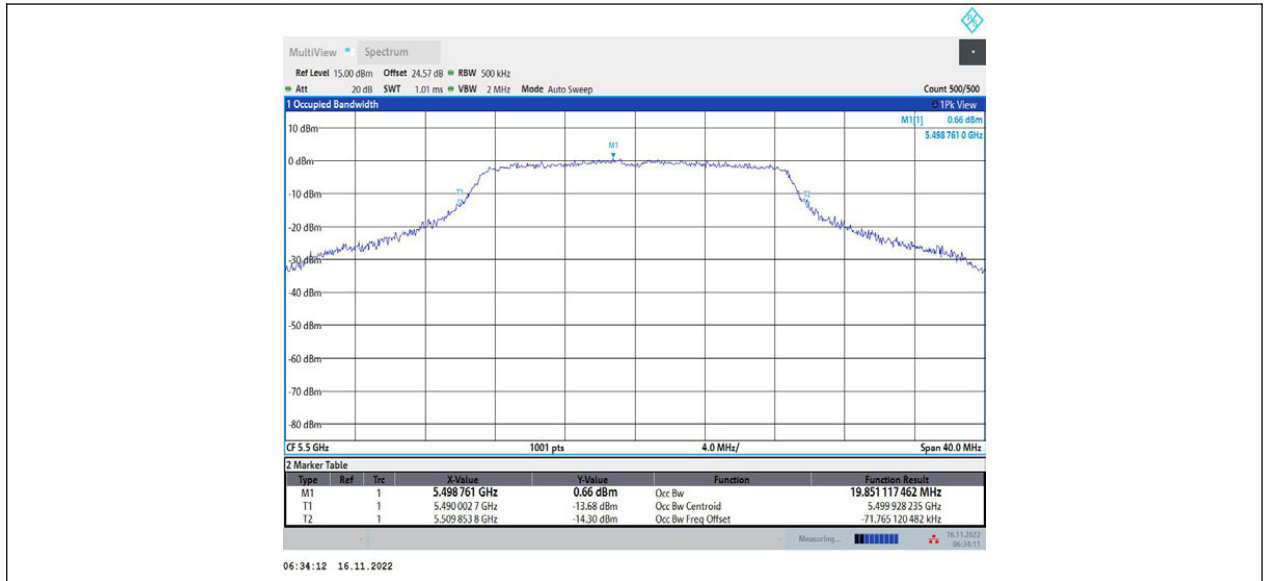 MultiView Spectrum
Ref Level 15.00 dBm Offset 24.57 dB RBW 500 kHz
Att 20 dB SWT 1.01 ms VBW 2 MHz Mode Auto Sweep Count 500/500
1 Occupied Bandwidth 1Pk View
M1[1] 0.66 dBm
5.498 761 0 GHz
10 dBm
M1
0 dBm
T1 T2
-10 dBm
-20 dBm
-30 dBm
-40 dBm
-50 dBm
-60 dBm
-70 dBm
-80 dBm
CF 5.5 GHz 1001 pts 4.0 MHz/ Span 40.0 MHz
2 Marker Table
Type Ref Trc X-Value Y-Value Function Function Result
M1 1 5.498 761 GHz 0.66 dBm Occ Bw 19.851 117 462 MHz
T1 1 5.490 002 7 GHz -13.68 dBm Occ Bw Centroid 5.499 928 235 GHz
T2 1 5.509 853 8 GHz -14.30 dBm Occ Bw Freq Offset -71.765 120 482 kHz
Measuring... 16.11.2022
06:34:11
06:34:12 16.11.2022